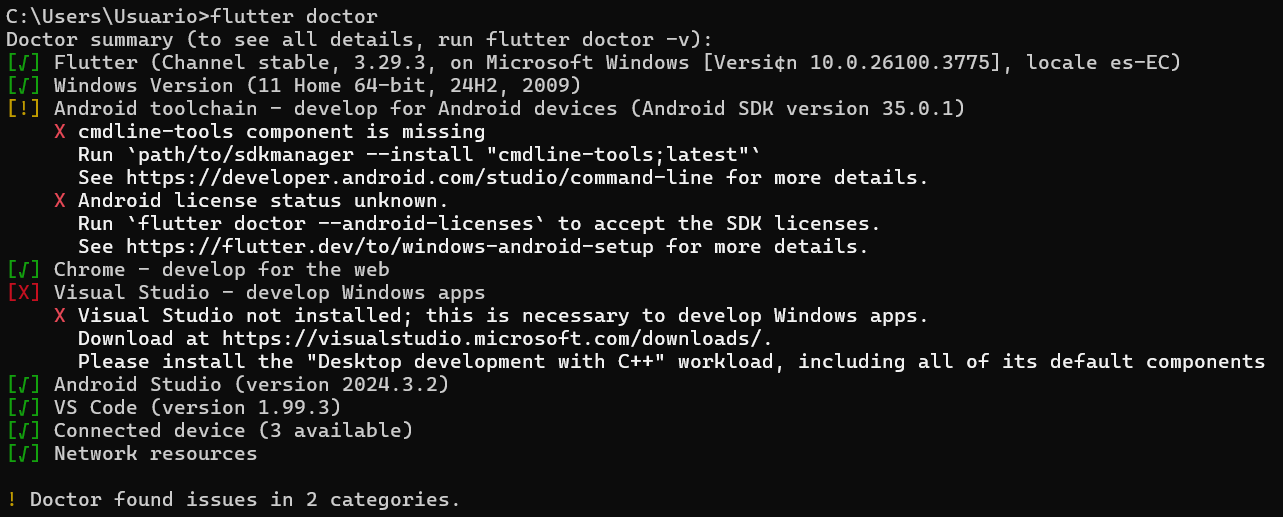 C:\Users\Usuario>flutter doctor
Doctor summary (to see all details, run flutter doctor -v):
[√] Flutter (Channel stable, 3.29.3, on Microsoft Windows [Versi¢n 10.0.26100.3775], locale es-EC)
[√] Windows Version (11 Home 64-bit, 24H2, 2009)
[!] Android toolchain - develop for Android devices (Android SDK version 35.0.1)
    X cmdline-tools component is missing
      Run `path/to/sdkmanager --install "cmdline-tools;latest"`
      See https://developer.android.com/studio/command-line for more details.
    X Android license status unknown.
      Run `flutter doctor --android-licenses` to accept the SDK licenses.
      See https://flutter.dev/to/windows-android-setup for more details.
[√] Chrome - develop for the web
[X] Visual Studio - develop Windows apps
    X Visual Studio not installed; this is necessary to develop Windows apps.
      Download at https://visualstudio.microsoft.com/downloads/.
      Please install the "Desktop development with C++" workload, including all of its default components
[√] Android Studio (version 2024.3.2)
[√] VS Code (version 1.99.3)
[√] Connected device (3 available)
[√] Network resources
! Doctor found issues in 2 categories.